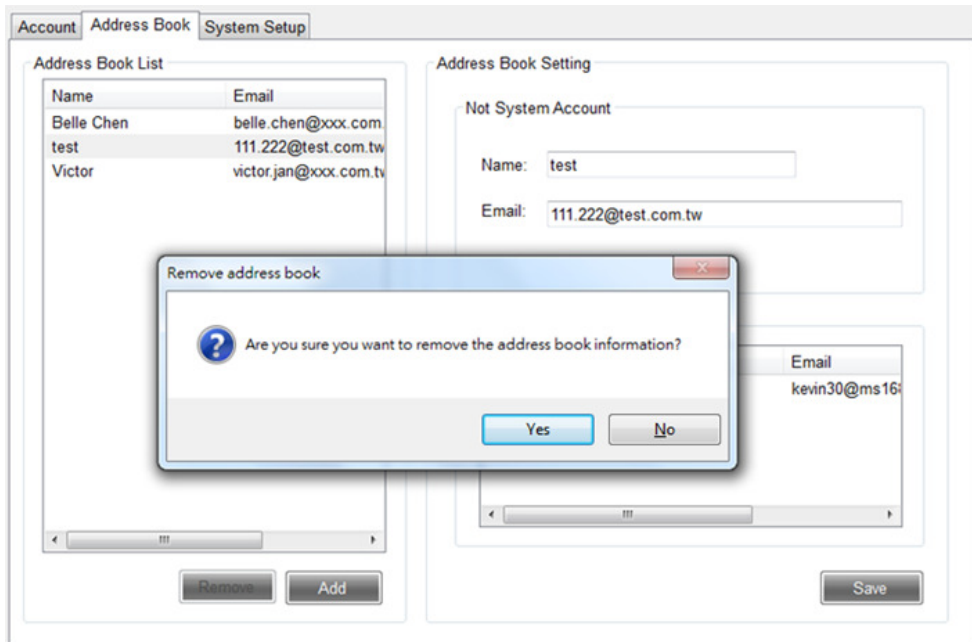 Account Address Book System Setup
Address Book List
Name Email
Belle Chen belle.chen@xxx.com.
test 111.222@test.com.tw
Victor victor.jan@xxx.com.tv
Remove Add
Address Book Setting
Not System Account
Name: test
Email: 111.222@test.com.tw
Remove address book
Are you sure you want to remove the address book information?
Yes No
Email
kevin30@ms168
Save